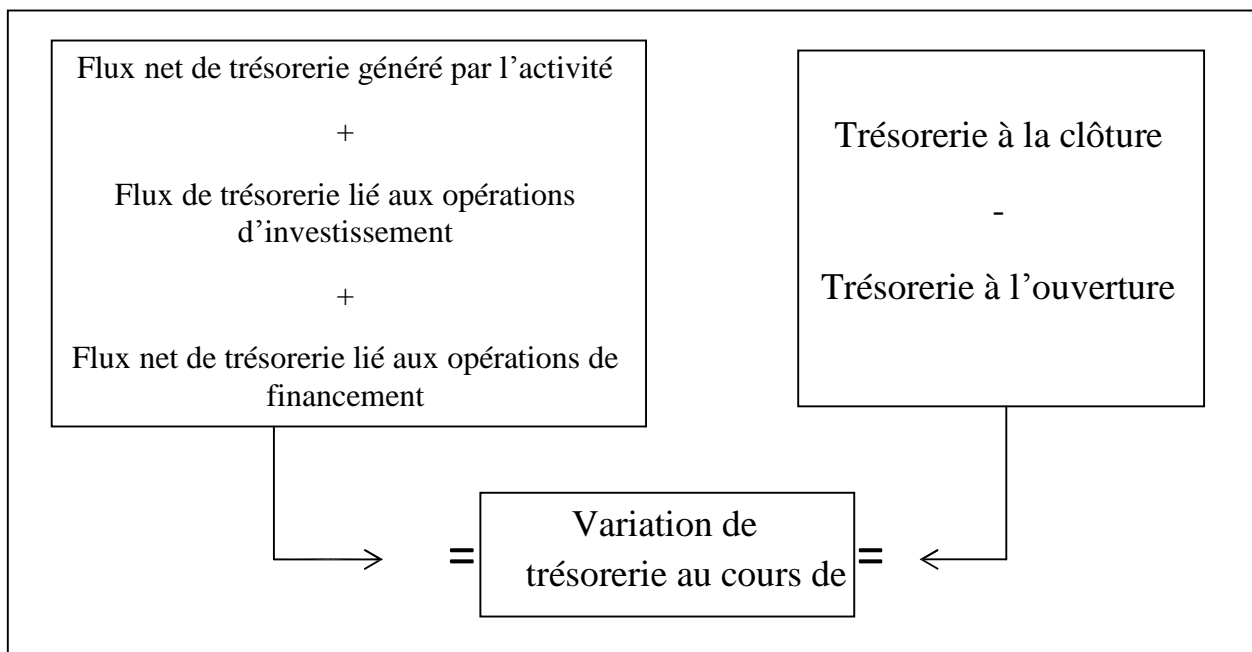 Flux net de trésorerie généré par l’activité
+
Flux de trésorerie lié aux opérations
d’investissement
+
Flux net de trésorerie lié aux opérations de
financement
Trésorerie à la clôture
-
Trésorerie à l’ouverture
=
Variation de
trésorerie au cours de
=